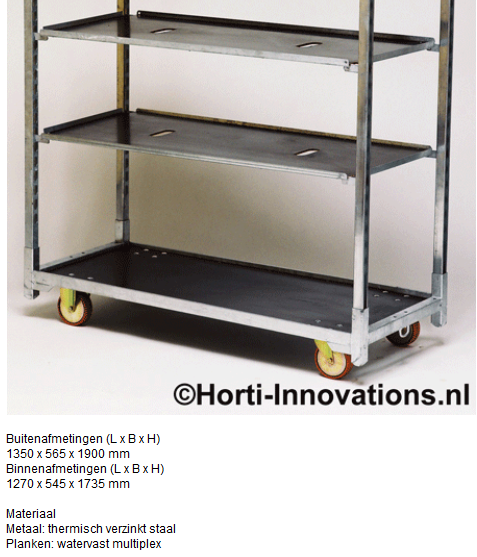 ©Horti-Innovations.nl
Buitenafmetingen (L x B x H)
1350 x 565 x 1900 mm
Binnenafmetingen (L x B x H)
1270 x 545 x 1735 mm
Materiaal
Metaal: thermisch verzinkt staal
Planken: watervast multiplex